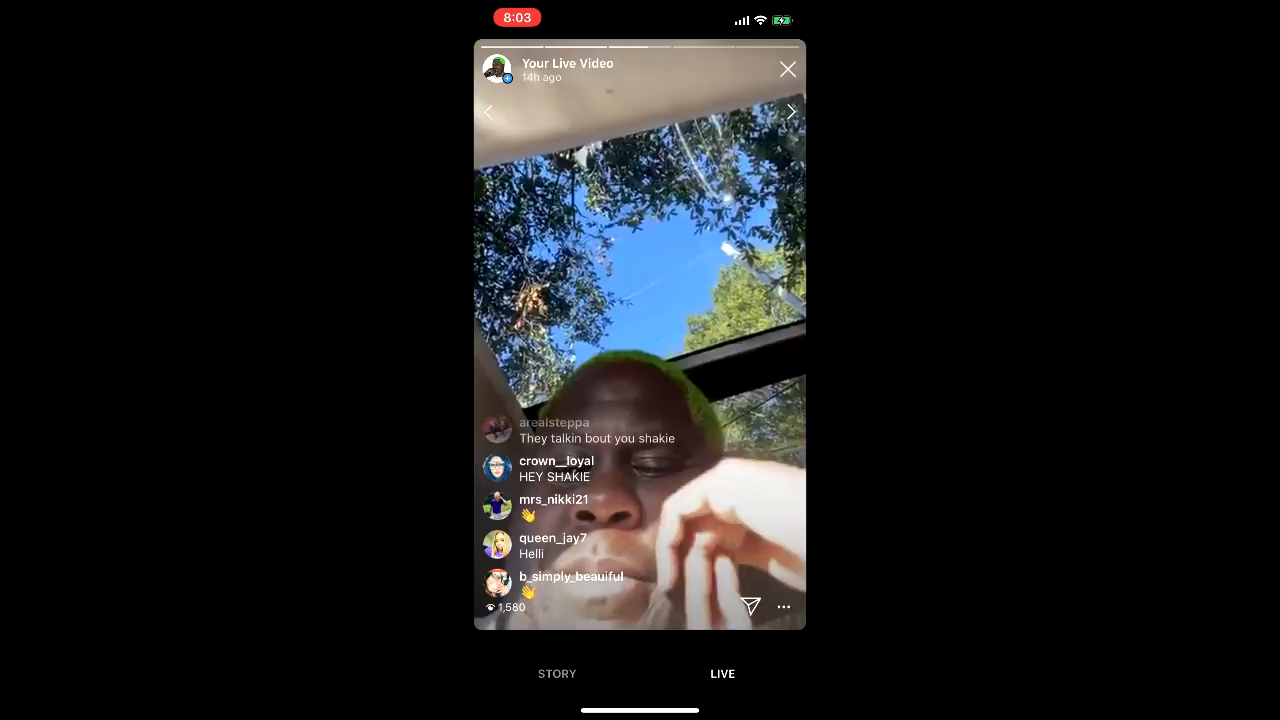 8:03
Your Live Video
14h ago
arealsteppa
They talkin bout you shakie
crown__loyal
HEY SHAKIE
mrs_nikki21
queen_jay7
Helli
b_simply_beauiful
1,580
STORY
LIVE